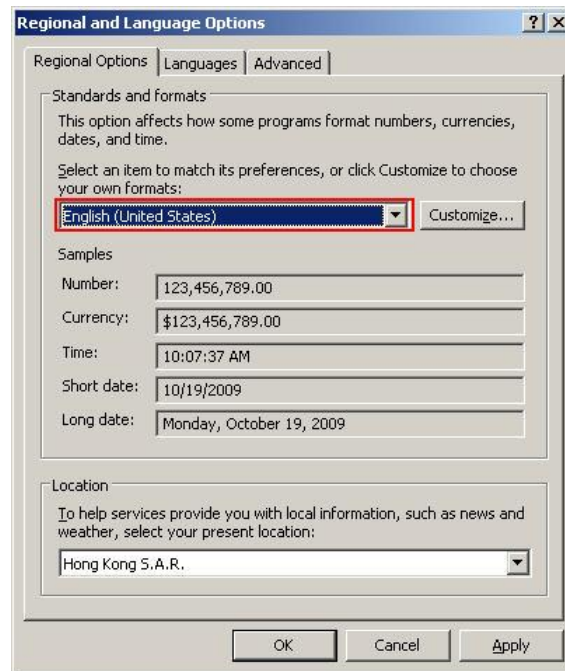 Regional and Language Options
Regional Options Languages Advanced
Standards and formats
This option affects how some programs format numbers, currencies,
dates, and time.
Select an item to match its preferences, or click Customize to choose
your own formats:
English (United States) Customize...
Samples
Number: 123,456,789.00
Currency: $123,456,789.00
Time: 10:07:37 AM
Short date: 10/19/2009
Long date: Monday, October 19, 2009
Location
To help services provide you with local information, such as news and
weather, select your present location:
Hong Kong S.A.R.
OK Cancel Apply